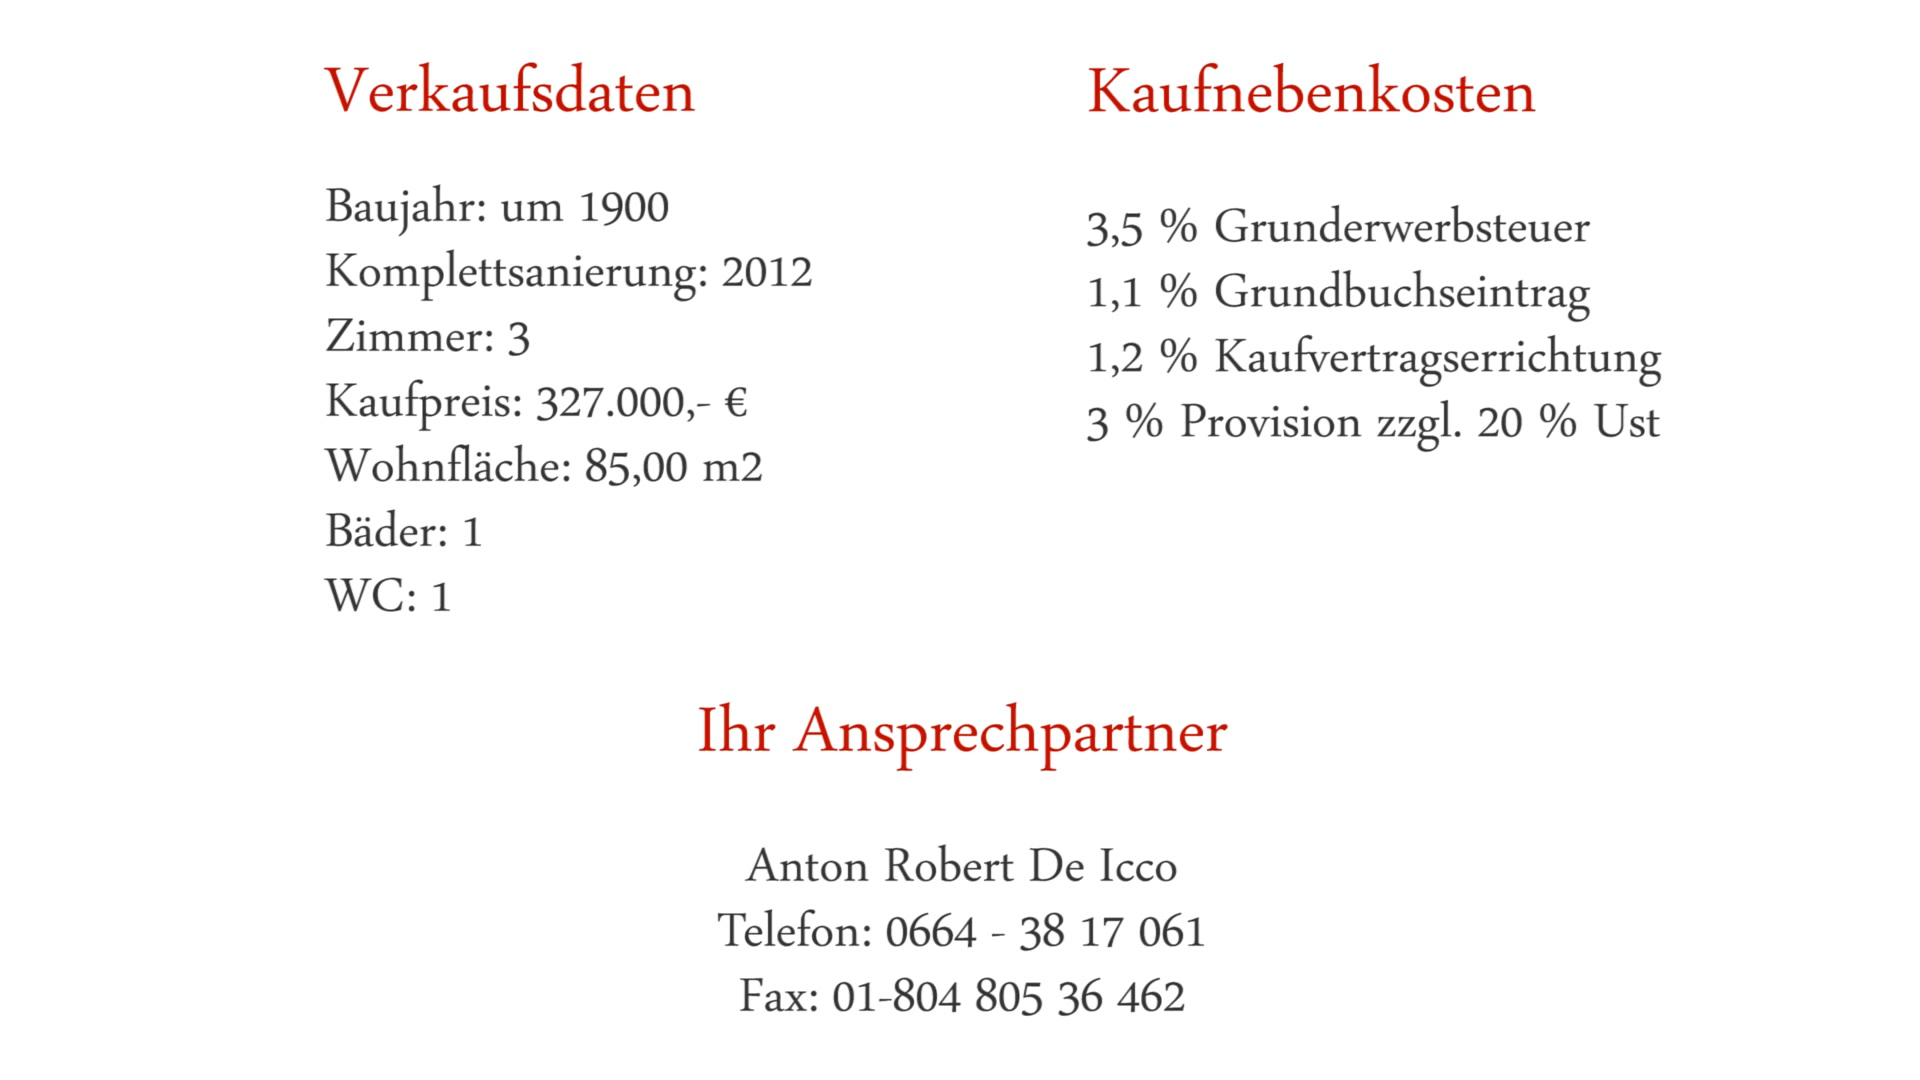 Verkaufsdaten
Baujahr: um 1900
Komplettsanierung: 2012
Zimmer: 3
Kaufpreis: 327.000,- €
Wohnfläche: 85,00 m2
Bäder: 1
WC: 1
Kaufnebenkosten
3,5 % Grunderwerbsteuer
1,1 % Grundbuchseintrag
1,2 % Kaufvertragserrichtung
3 % Provision zzgl. 20 % Ust
Ihr Ansprechpartner
Anton Robert De Icco
Telefon: 0664 - 38 17 061
Fax: 01-804 805 36 462